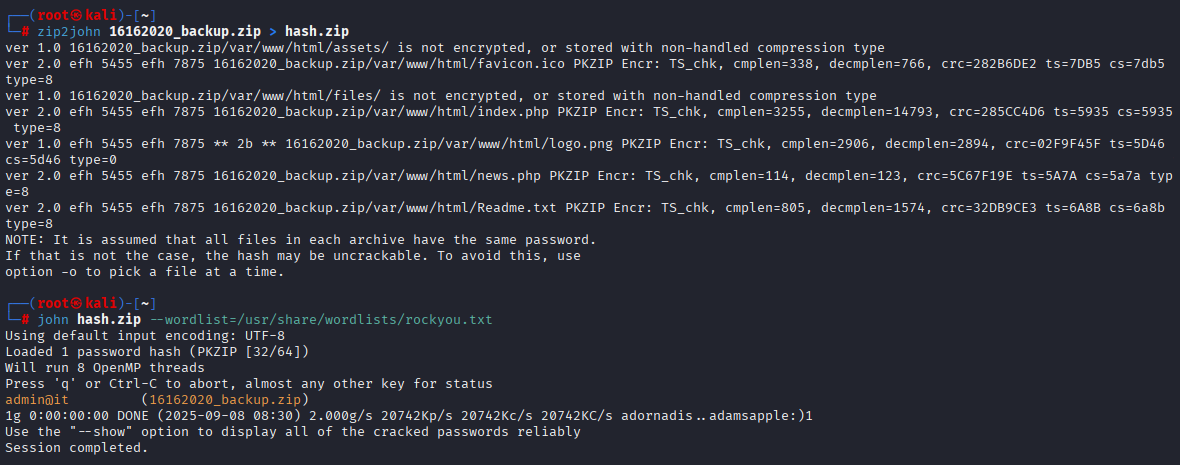 ┌──(root㉿kali)-[~]
└─# zip2john 16162020_backup.zip > hash.zip
ver 1.0 16162020_backup.zip/var/www/html/assets/ is not encrypted, or stored with non-handled compression type
ver 2.0 efh 5455 efh 7875 16162020_backup.zip/var/www/html/favicon.ico PKZIP Encr: TS_chk, cmplen=338, decmplen=766, crc=282B6DE2 ts=7DB5 cs=7db5
type=8
ver 1.0 16162020_backup.zip/var/www/html/files/ is not encrypted, or stored with non-handled compression type
ver 2.0 efh 5455 efh 7875 16162020_backup.zip/var/www/html/index.php PKZIP Encr: TS_chk, cmplen=3255, decmplen=14793, crc=285CC4D6 ts=5935 cs=5935
 type=8
ver 1.0 efh 5455 efh 7875 ** 2b ** 16162020_backup.zip/var/www/html/logo.png PKZIP Encr: TS_chk, cmplen=2906, decmplen=2894, crc=02F9F45F ts=5D46
cs=5d46 type=0
ver 2.0 efh 5455 efh 7875 16162020_backup.zip/var/www/html/news.php PKZIP Encr: TS_chk, cmplen=114, decmplen=123, crc=5C67F19E ts=5A7A cs=5a7a typ
e=8
ver 2.0 efh 5455 efh 7875 16162020_backup.zip/var/www/html/Readme.txt PKZIP Encr: TS_chk, cmplen=805, decmplen=1574, crc=32DB9CE3 ts=6A8B cs=6a8b
type=8
NOTE: It is assumed that all files in each archive have the same password.
If that is not the case, the hash may be uncrackable. To avoid this, use
option -o to pick a file at a time.
┌──(root㉿kali)-[~]
└─# john hash.zip --wordlist=/usr/share/wordlists/rockyou.txt
Using default input encoding: UTF-8
Loaded 1 password hash (PKZIP [32/64])
Will run 8 OpenMP threads
Press 'q' or Ctrl-C to abort, almost any other key for status
admin@it         (16162020_backup.zip)
1g 0:00:00:00 DONE (2025-09-08 08:30) 2.000g/s 20742Kp/s 20742Kc/s 20742KC/s adornadis..adamsapple:)1
Use the "--show" option to display all of the cracked passwords reliably
Session completed.